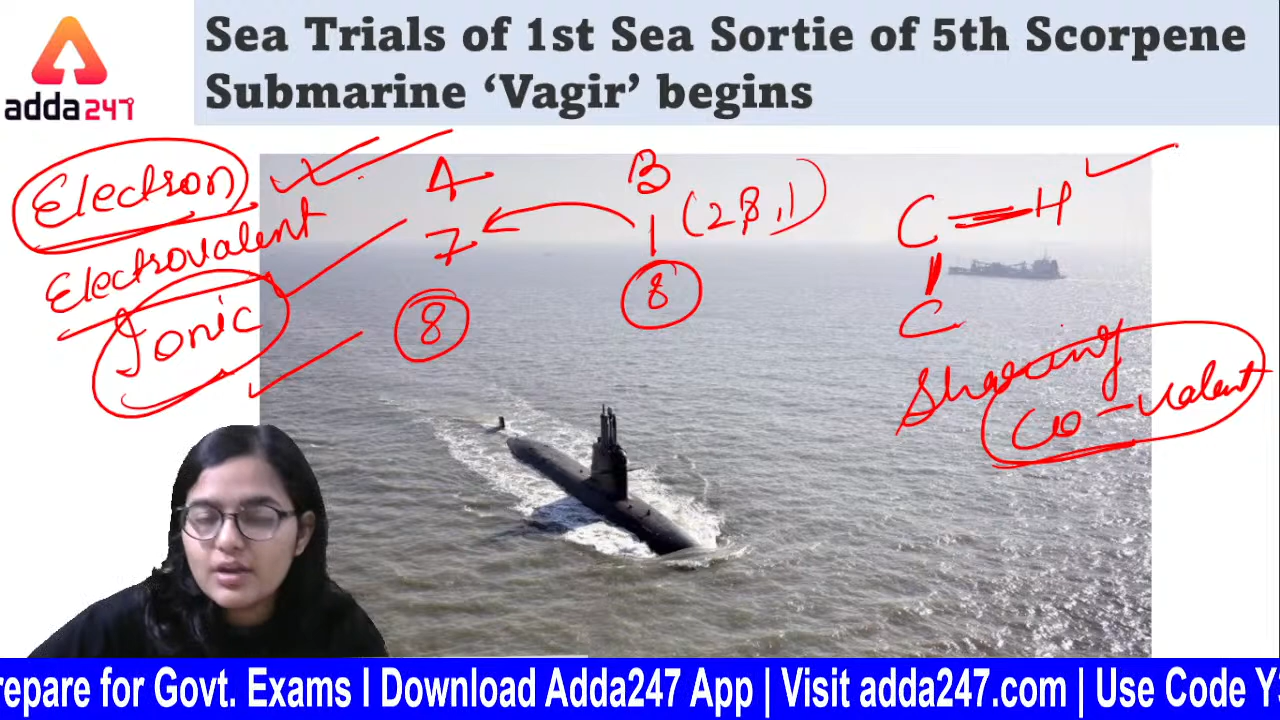 adda247
Sea Trials of 1st Sea Sortie of 5th Scorpene
Submarine ‘Vagir’ begins
Electron
Electrovalent
Ionic
A
7
8
B
1 (2 8, 1)
8
C H
C
Sharing
Co-valent
repare for Govt. Exams I Download Adda247 App | Visit adda247.com | Use Code Y